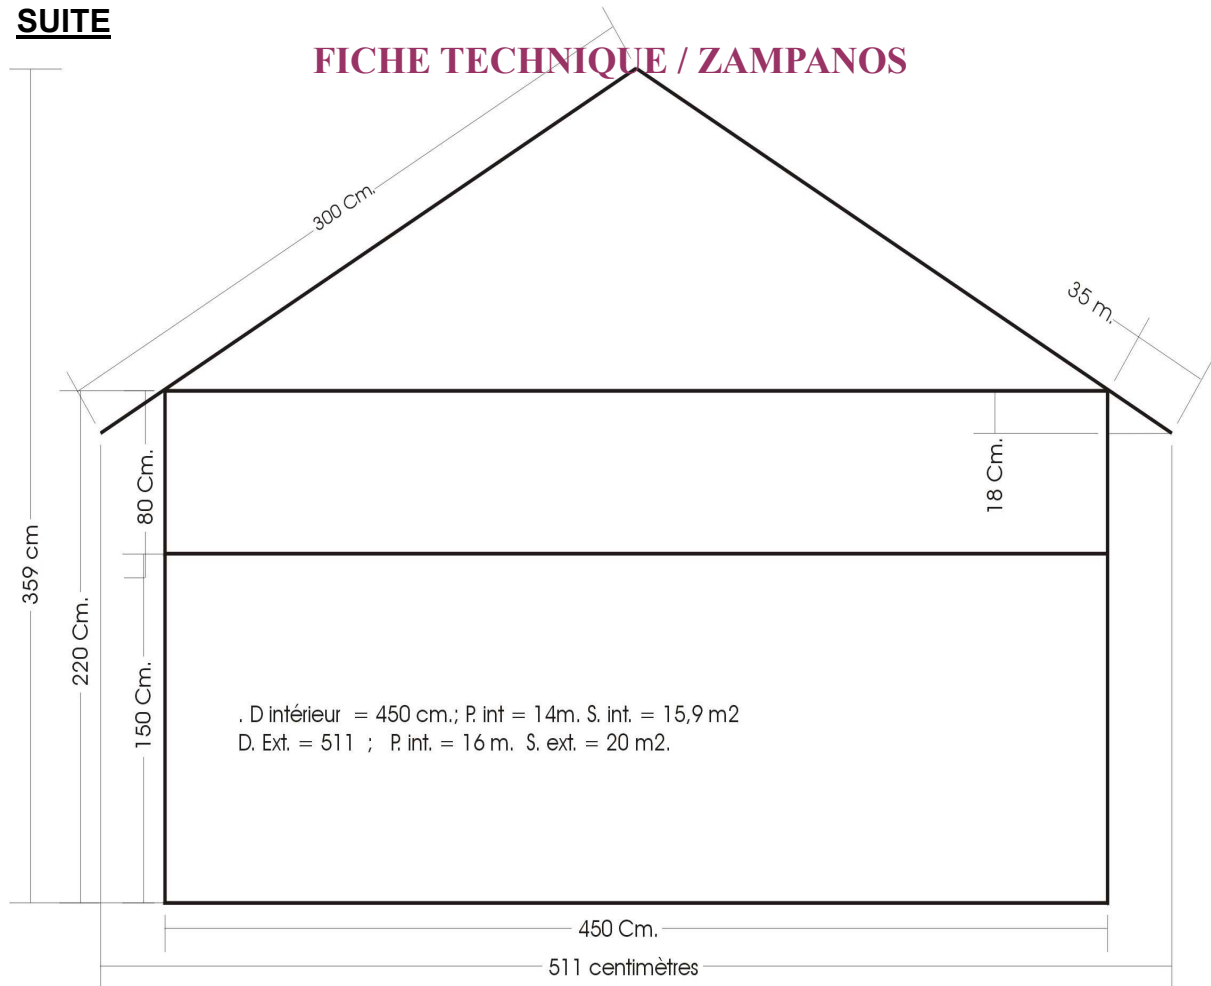 SUITE
FICHE TECHNIQUE / ZAMPANOS
300 Cm.
35 m.
80 Cm.
18 Cm.
359 cm
220 Cm.
150 Cm.
. D intérieur = 450 cm.; P. int = 14m. S. int. = 15,9 m2
D. Ext. = 511 ; P. int. = 16 m. S. ext. = 20 m2.
450 Cm.
511 centimètres